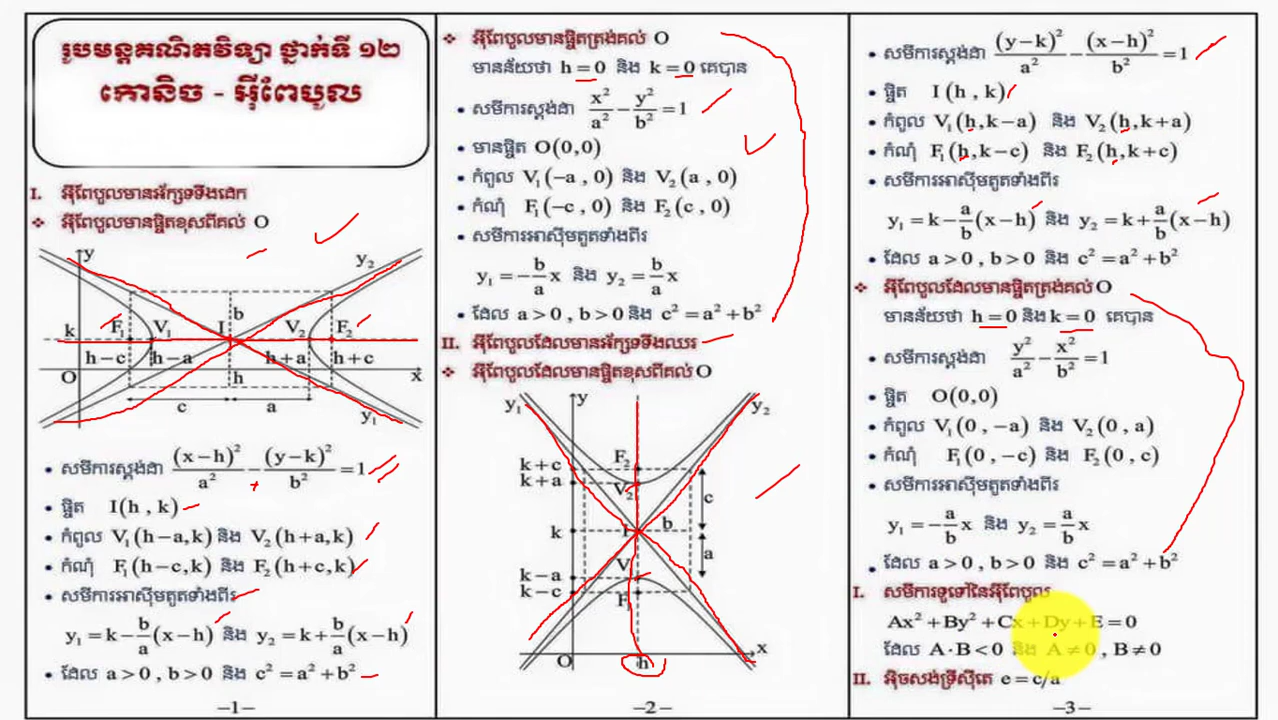 រូបមន្តគណិតវិទ្យា ថ្នាក់ទី ១២
កោនិច - អ៊ីពែបូល
I. អ៊ីពែបូលមានអ័ក្សទទឹងដេក
❖ អ៊ីពែបូលមានផ្ចិតខុសពីគល់ O
y
y₂
b
k F₁ V₁ I V₂ F₂
h−c h−a h+a h+c
O h x
c a
y₁
• សមីការស្តង់ដា (x−h)²/a² − (y−k)²/b² = 1
• ផ្ចិត I(h , k)
• កំពូល V₁(h−a,k) និង V₂(h+a,k)
• កំណុំ F₁(h−c,k) និង F₂(h+c,k)
• សមីការអាស៊ីមតូតទាំងពីរ
y₁ = k − b/a (x−h) និង y₂ = k + b/a (x−h)
• ដែល a > 0 , b > 0 និង c² = a² + b²
–1–
❖ អ៊ីពែបូលមានផ្ចិតត្រង់គល់ O
មានន័យថា h = 0 និង k = 0 គេបាន
• សមីការស្តង់ដា x²/a² − y²/b² = 1
• មានផ្ចិត O(0,0)
• កំពូល V₁(−a , 0) និង V₂(a , 0)
• កំណុំ F₁(−c , 0) និង F₂(c , 0)
• សមីការអាស៊ីមតូតទាំងពីរ
y₁ = − b/a x និង y₂ = b/a x
• ដែល a > 0 , b > 0 និង c² = a² + b²
II. អ៊ីពែបូលដែលមានអ័ក្សទទឹងឈរ
❖ អ៊ីពែបូលដែលមានផ្ចិតខុសពីគល់ O
y₁ y y₂
k+c F₂
k+a V₂
c
k I b
a
k−a V
k−c F
O h x
–2–
• សមីការស្តង់ដា (y−k)²/a² − (x−h)²/b² = 1
• ផ្ចិត I(h , k)
• កំពូល V₁(h,k−a) និង V₂(h,k+a)
• កំណុំ F₁(h,k−c) និង F₂(h,k+c)
• សមីការអាស៊ីមតូតទាំងពីរ
y₁ = k − a/b (x−h) និង y₂ = k + a/b (x−h)
• ដែល a > 0 , b > 0 និង c² = a² + b²
❖ អ៊ីពែបូលដែលមានផ្ចិតត្រង់គល់ O
មានន័យថា h = 0 និង k = 0 គេបាន
• សមីការស្តង់ដា y²/a² − x²/b² = 1
• ផ្ចិត O(0,0)
• កំពូល V₁(0 , −a) និង V₂(0 , a)
• កំណុំ F₁(0 , −c) និង F₂(0 , c)
• សមីការអាស៊ីមតូតទាំងពីរ
y₁ = − a/b x និង y₂ = a/b x
• ដែល a > 0 , b > 0 និង c² = a² + b²
I. សមីការទូទៅនៃអ៊ីពែបូល
Ax² + By² + Cx + Dy + E = 0
ដែល A·B < 0 និង A ≠ 0 , B ≠ 0
II. អ៊ិចសង់ទ្រីស៊ីតេ e = c/a
–3–